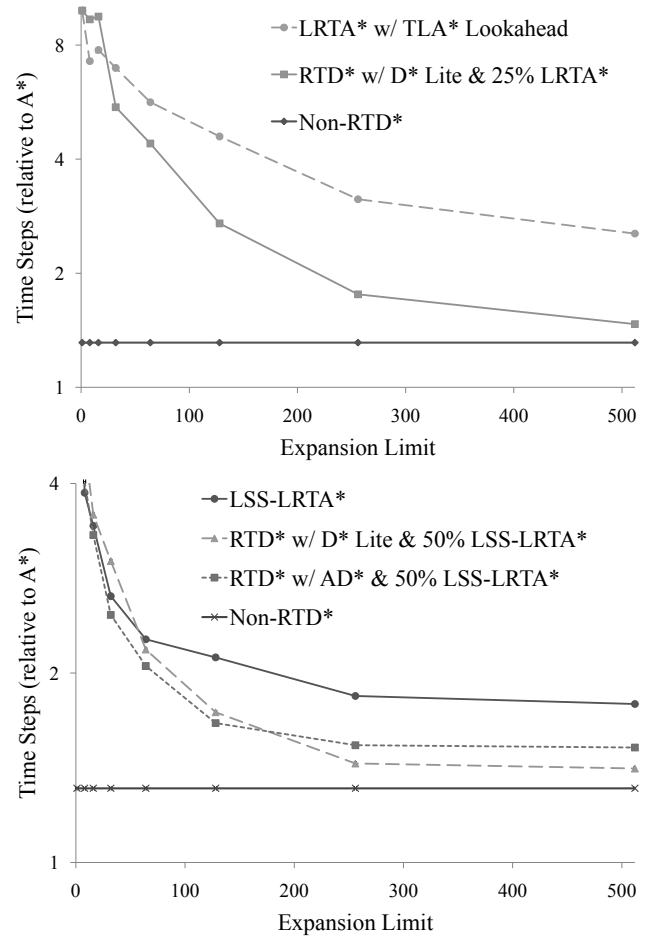 8
4
2
1
LRTA* w/ TLA* Lookahead
RTD* w/ D* Lite & 25% LRTA*
Non-RTD*
Time Steps (relative to A*)
0 100 200 300 400 500
Expansion Limit
4
2
1
LSS-LRTA*
RTD* w/ D* Lite & 50% LSS-LRTA*
RTD* w/ AD* & 50% LSS-LRTA*
Non-RTD*
Time Steps (relative to A*)
0 100 200 300 400 500
Expansion Limit